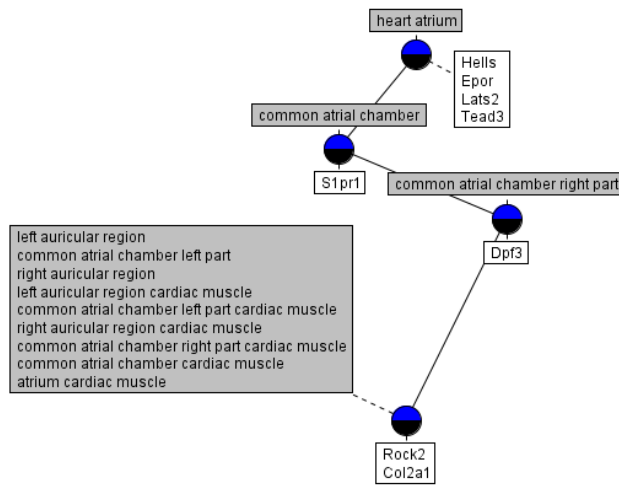 heart atrium
Hells
Epor
Lats2
Tead3
common atrial chamber
S1pr1
common atrial chamber right part
Dpf3
left auricular region
common atrial chamber left part
right auricular region
left auricular region cardiac muscle
common atrial chamber left part cardiac muscle
right auricular region cardiac muscle
common atrial chamber right part cardiac muscle
common atrial chamber cardiac muscle
atrium cardiac muscle
Rock2
Col2a1